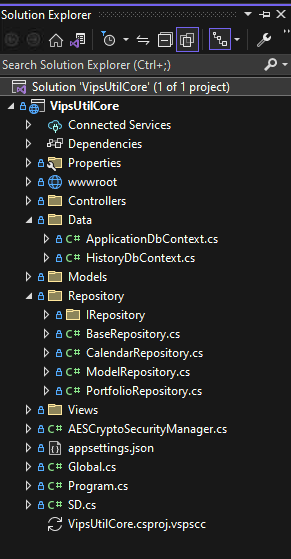 Solution Explorer
Search Solution Explorer (Ctrl+;)
Solution 'VipsUtilCore' (1 of 1 project)
VipsUtilCore
Connected Services
Dependencies
Properties
wwwroot
Controllers
Data
C# ApplicationDbContext.cs
C# HistoryDbContext.cs
Models
Repository
IRepository
C# BaseRepository.cs
C# CalendarRepository.cs
C# ModelRepository.cs
C# PortfolioRepository.cs
Views
C# AESCryptoSecurityManager.cs
appsettings.json
C# Global.cs
C# Program.cs
C# SD.cs
VipsUtilCore.csproj.vspscc